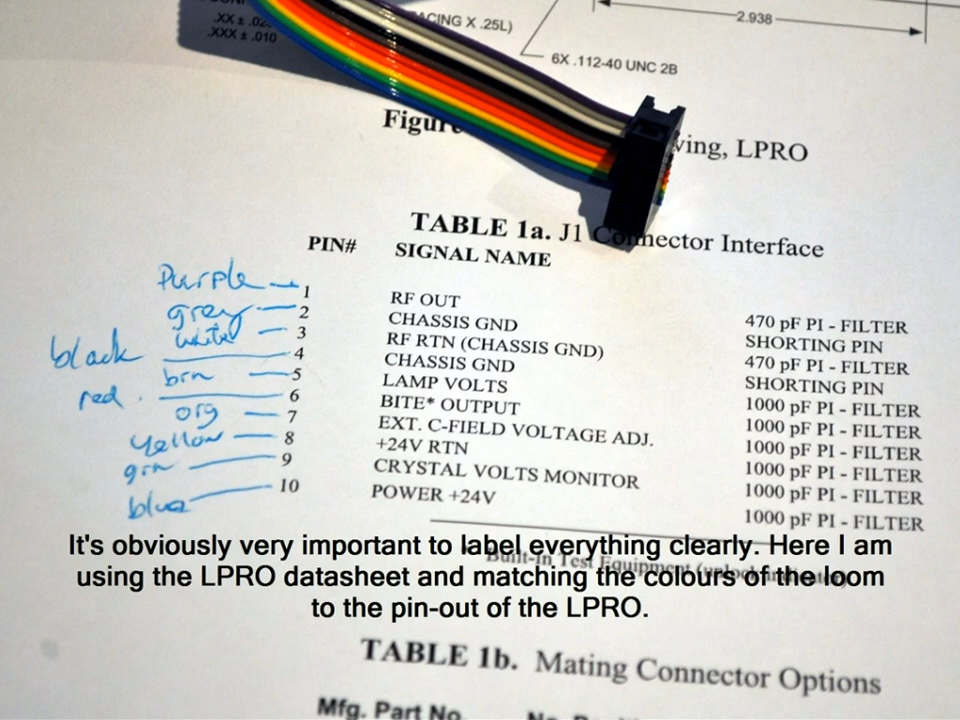 .XX ± .02
.XXX ± .010
ACING X .25L)
2.938
6X .112-40 UNC 2B
Figur ving, LPRO
TABLE 1a. J1 Connector Interface
PIN# SIGNAL NAME
Purple 1 RF OUT 470 pF PI - FILTER
grey 2 CHASSIS GND SHORTING PIN
white 3 RF RTN (CHASSIS GND) 470 pF PI - FILTER
black 4 CHASSIS GND SHORTING PIN
brn 5 LAMP VOLTS 1000 pF PI - FILTER
red 6 BITE* OUTPUT 1000 pF PI - FILTER
org 7 EXT. C-FIELD VOLTAGE ADJ. 1000 pF PI - FILTER
yellow 8 +24V RTN 1000 pF PI - FILTER
grn 9 CRYSTAL VOLTS MONITOR 1000 pF PI - FILTER
blue 10 POWER +24V 1000 pF PI - FILTER
Built-In Test Equipment
It's obviously very important to label everything clearly. Here I am
using the LPRO datasheet and matching the colours of the loom
to the pin-out of the LPRO.
TABLE 1b. Mating Connector Options
Mfg. Part No.